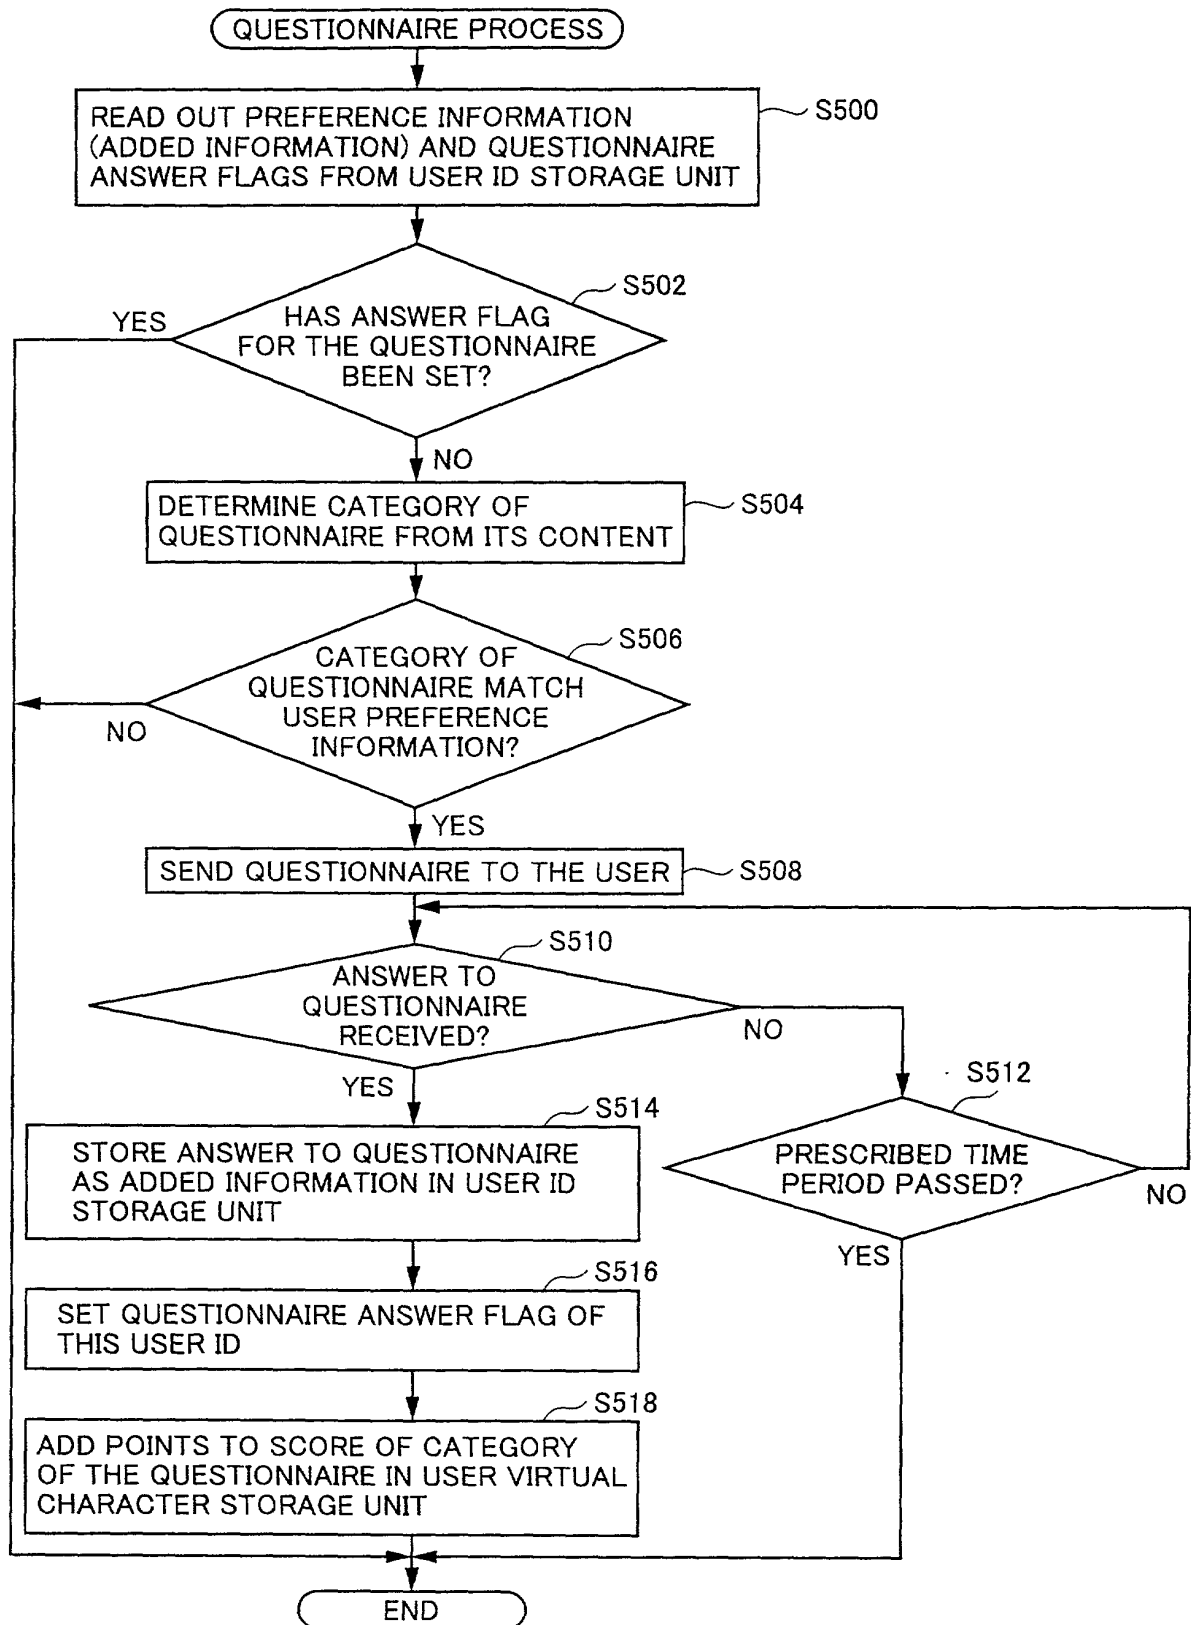 QUESTIONNAIRE PROCESS
READ OUT PREFERENCE INFORMATION
(ADDED INFORMATION) AND QUESTIONNAIRE
ANSWER FLAGS FROM USER ID STORAGE UNIT
S500
S502
YES
HAS ANSWER FLAG
FOR THE QUESTIONNAIRE
BEEN SET?
NO
DETERMINE CATEGORY OF
QUESTIONNAIRE FROM ITS CONTENT
S504
S506
CATEGORY OF
QUESTIONNAIRE MATCH
USER PREFERENCE
INFORMATION?
NO
YES
SEND QUESTIONNAIRE TO THE USER
S508
S510
ANSWER TO
QUESTIONNAIRE
RECEIVED?
NO
YES
S512
PRESCRIBED TIME
PERIOD PASSED?
NO
YES
S514
STORE ANSWER TO QUESTIONNAIRE
AS ADDED INFORMATION IN USER ID
STORAGE UNIT
S516
SET QUESTIONNAIRE ANSWER FLAG OF
THIS USER ID
S518
ADD POINTS TO SCORE OF CATEGORY
OF THE QUESTIONNAIRE IN USER VIRTUAL
CHARACTER STORAGE UNIT
END